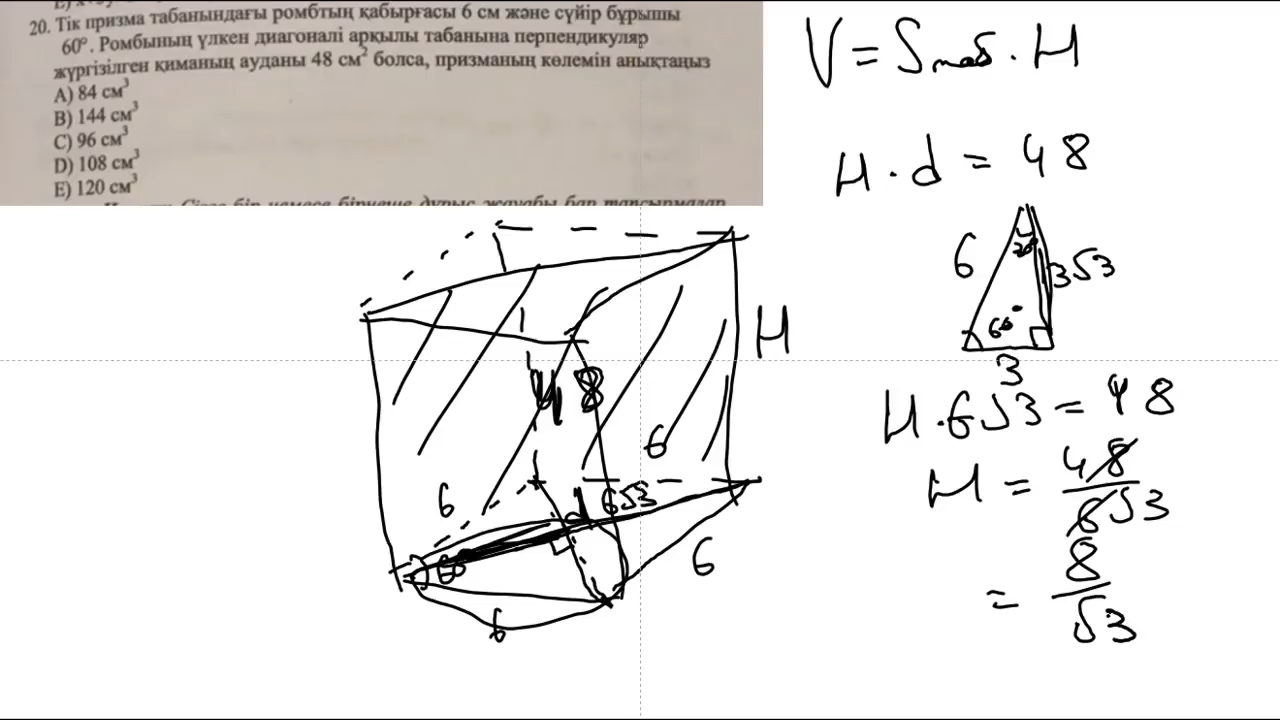 20. Тік призма табанындағы ромбтың қабырғасы 6 см және сүйір бұрышы
60°. Ромбының үлкен диагоналі арқылы табанына перпендикуляр
жүргізілген қиманың ауданы 48 см² болса, призманың көлемін анықтаңыз
A) 84 см³
B) 144 см³
C) 96 см³
D) 108 см³
E) 120 см³
V = Sтаб · H
H · d = 48
6
3√3
60°
3
H
48
6
6
d
6√3
60
6
6
H · 6√3 = 48
H = 48/6√3
= 8/√3